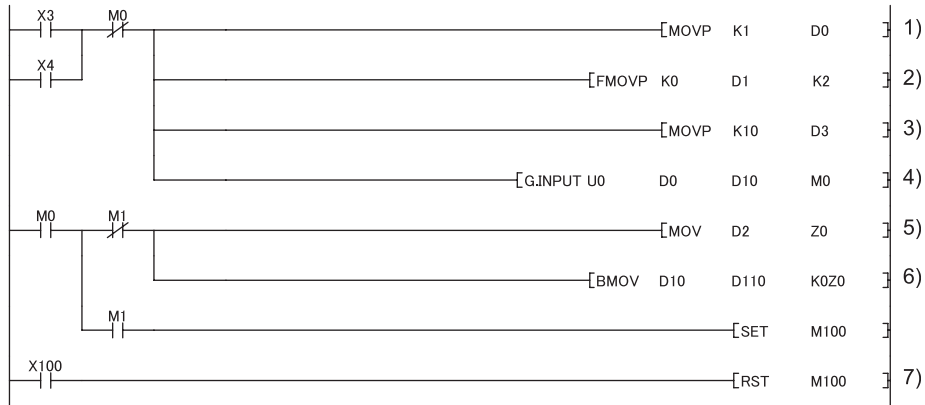 X3 M0 [MOVP K1 D0 ] 1)
X4 [FMOVP K0 D1 K2 ] 2)
[MOVP K10 D3 ] 3)
[G.INPUT U0 D0 D10 M0 ] 4)
M0 M1 [MOV D2 Z0 ] 5)
[BMOV D10 D110 K0Z0 ] 6)
M1 [SET M100 ]
X100 [RST M100 ] 7)